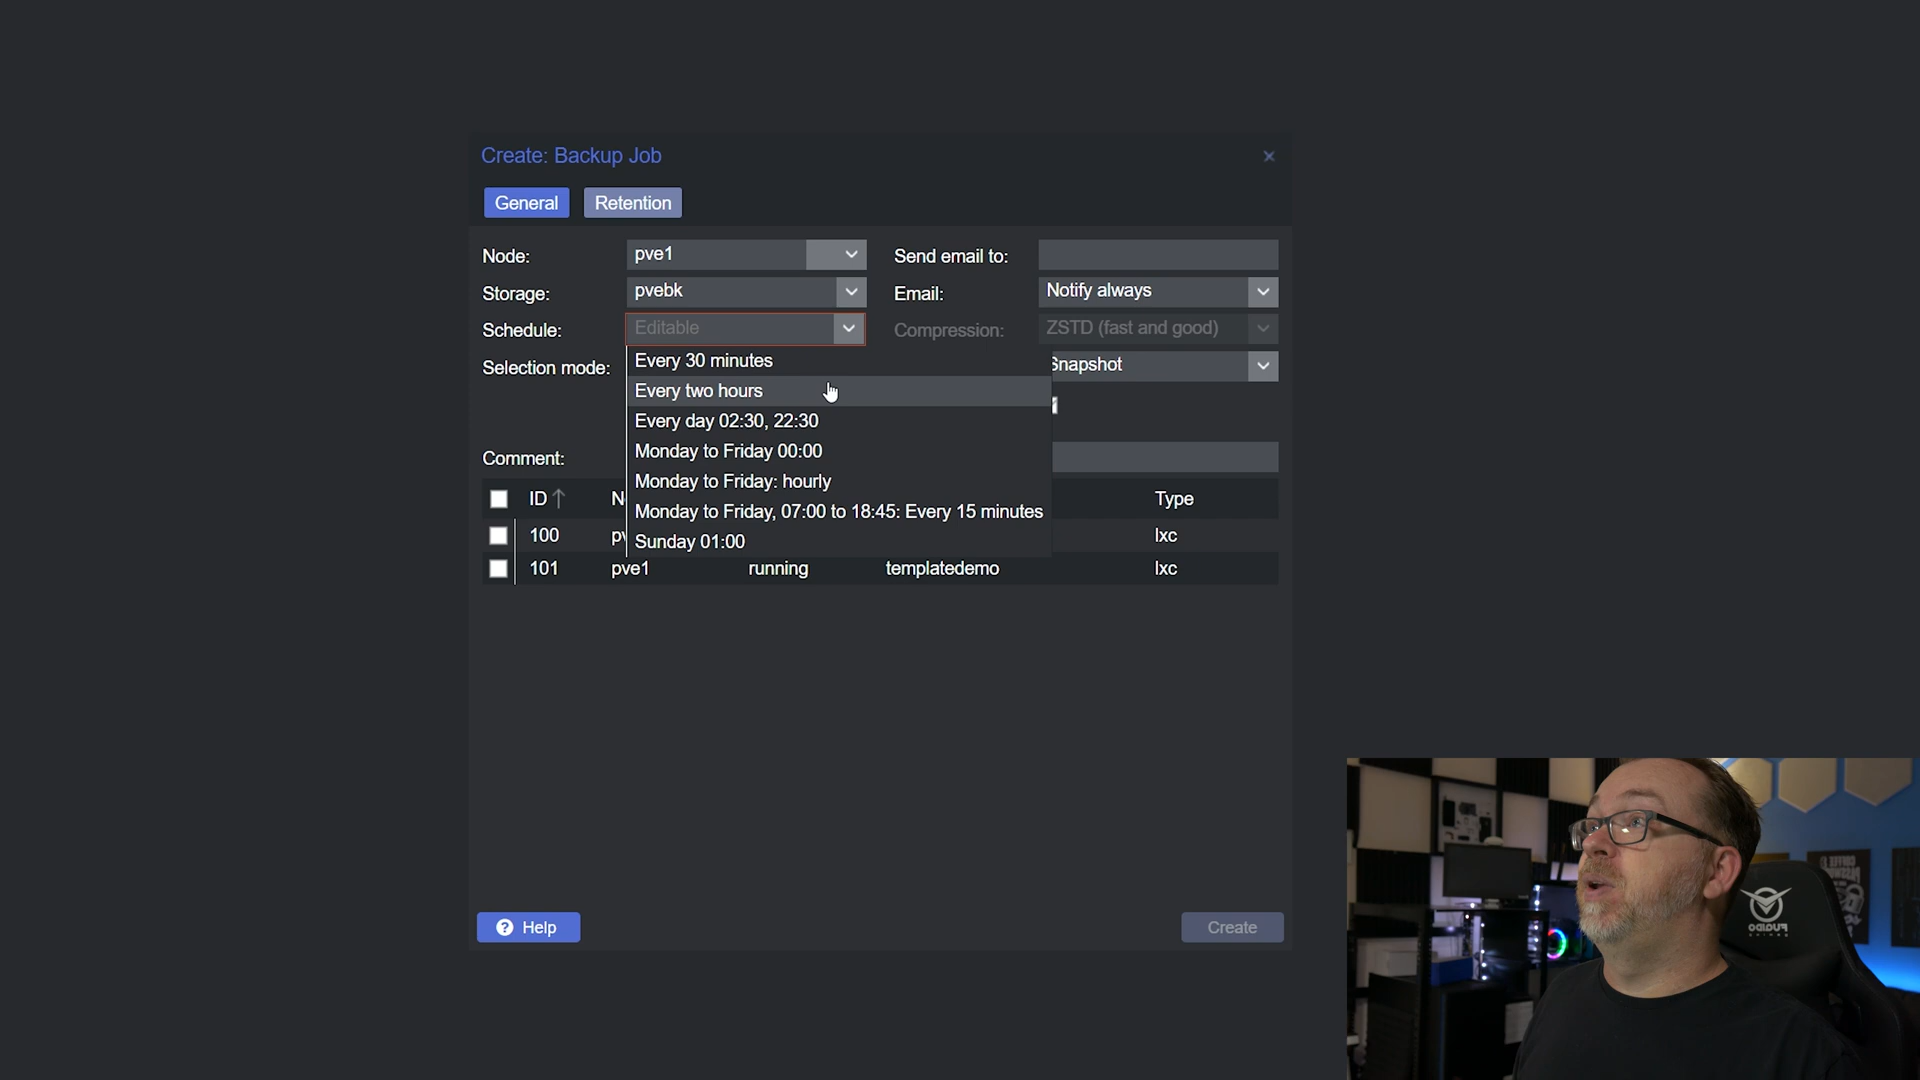 Create: Backup Job
General Retention
Node: pve1 Send email to:
Storage: pvebk Email: Notify always
Schedule: Editable Compression: ZSTD (fast and good)
Selection mode: Snapshot
Every 30 minutes
Every two hours
Every day 02:30, 22:30
Monday to Friday 00:00
Monday to Friday: hourly
Monday to Friday, 07:00 to 18:45: Every 15 minutes
Sunday 01:00
Comment:
ID Type
100 lxc
101 pve1 running templatedemo lxc
Help Create
FUQIDO